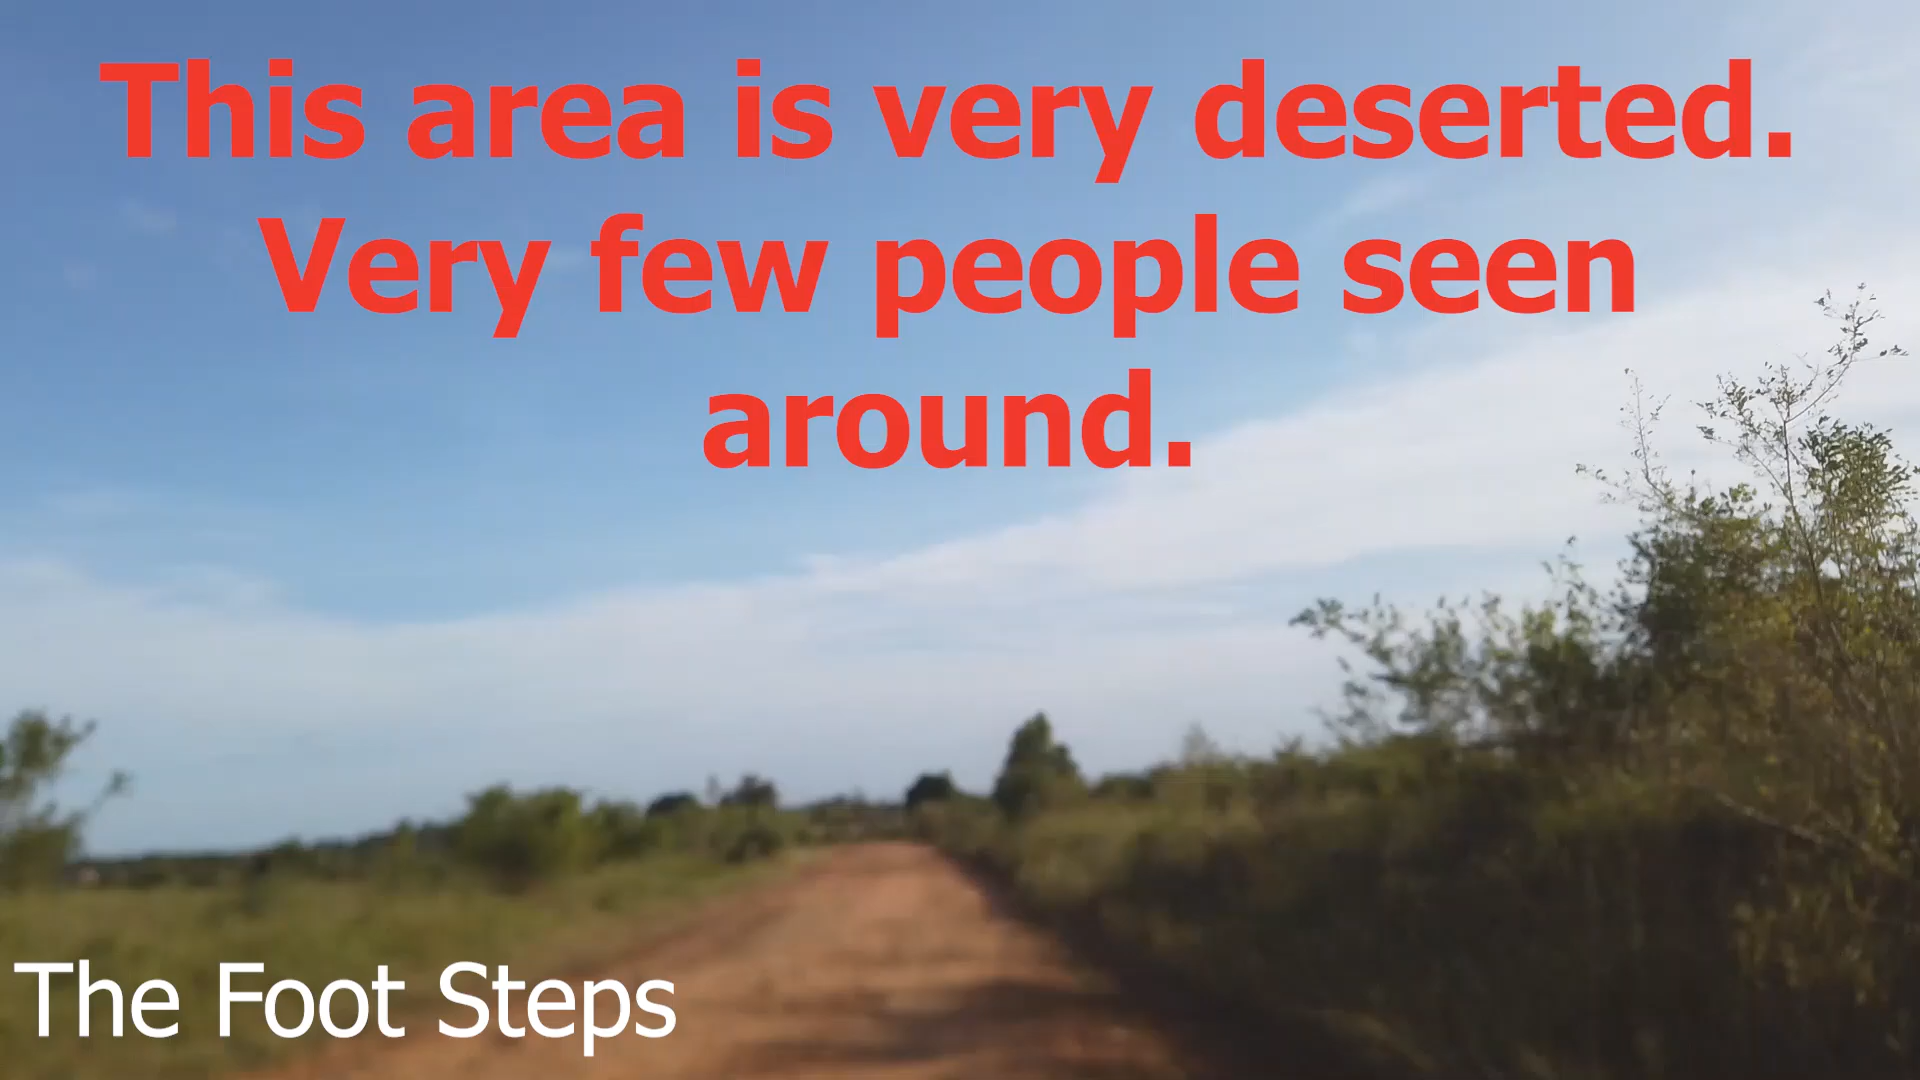 This area is very deserted.
Very few people seen
around.
The Foot Steps